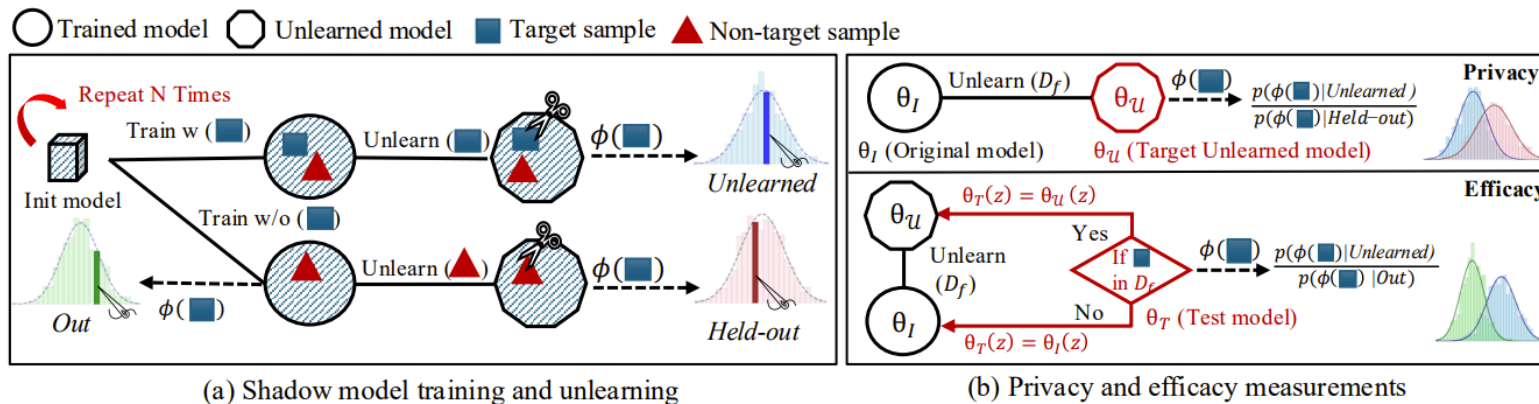 Trained model Unlearned model Target sample Non-target sample
Repeat N Times
Train w ( )
Unlearn ( )
ϕ( )
Unlearned
Init model
Train w/o ( )
Unlearn ( )
ϕ( )
ϕ( )
Out
Held-out
(a) Shadow model training and unlearning
Privacy
θ_I
Unlearn (D_f)
θ_𝒰
ϕ( )
p(ϕ( )|Unlearned)
p(ϕ( )|Held-out)
θ_I (Original model)
θ_𝒰 (Target Unlearned model)
Efficacy
θ_T(z) = θ_𝒰(z)
θ_𝒰
Yes
Unlearn
(D_f)
If
in D_f
ϕ( )
p(ϕ( )|Unlearned)
p(ϕ( ) |Out)
No
θ_T (Test model)
θ_I
θ_T(z) = θ_I(z)
(b) Privacy and efficacy measurements